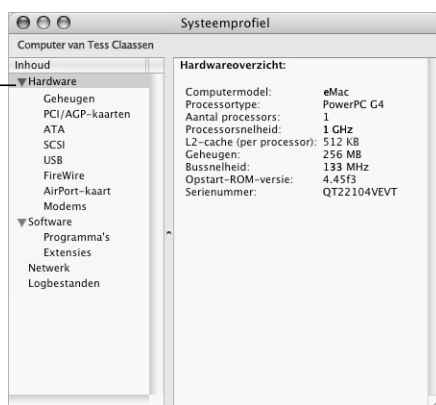 Systeemprofiel
Computer van Tess Claassen
Inhoud
Hardware
Geheugen
PCI/AGP-kaarten
ATA
SCSI
USB
FireWire
AirPort-kaart
Modems
Software
Programma's
Extensies
Netwerk
Logbestanden
Hardwareoverzicht:
Computermodel: eMac
Processortype: PowerPC G4
Aantal processors: 1
Processorsnelheid: 1 GHz
L2-cache (per processor): 512 KB
Geheugen: 256 MB
Bussnelheid: 133 MHz
Opstart-ROM-versie: 4.45f3
Serienummer: QT22104VEVT